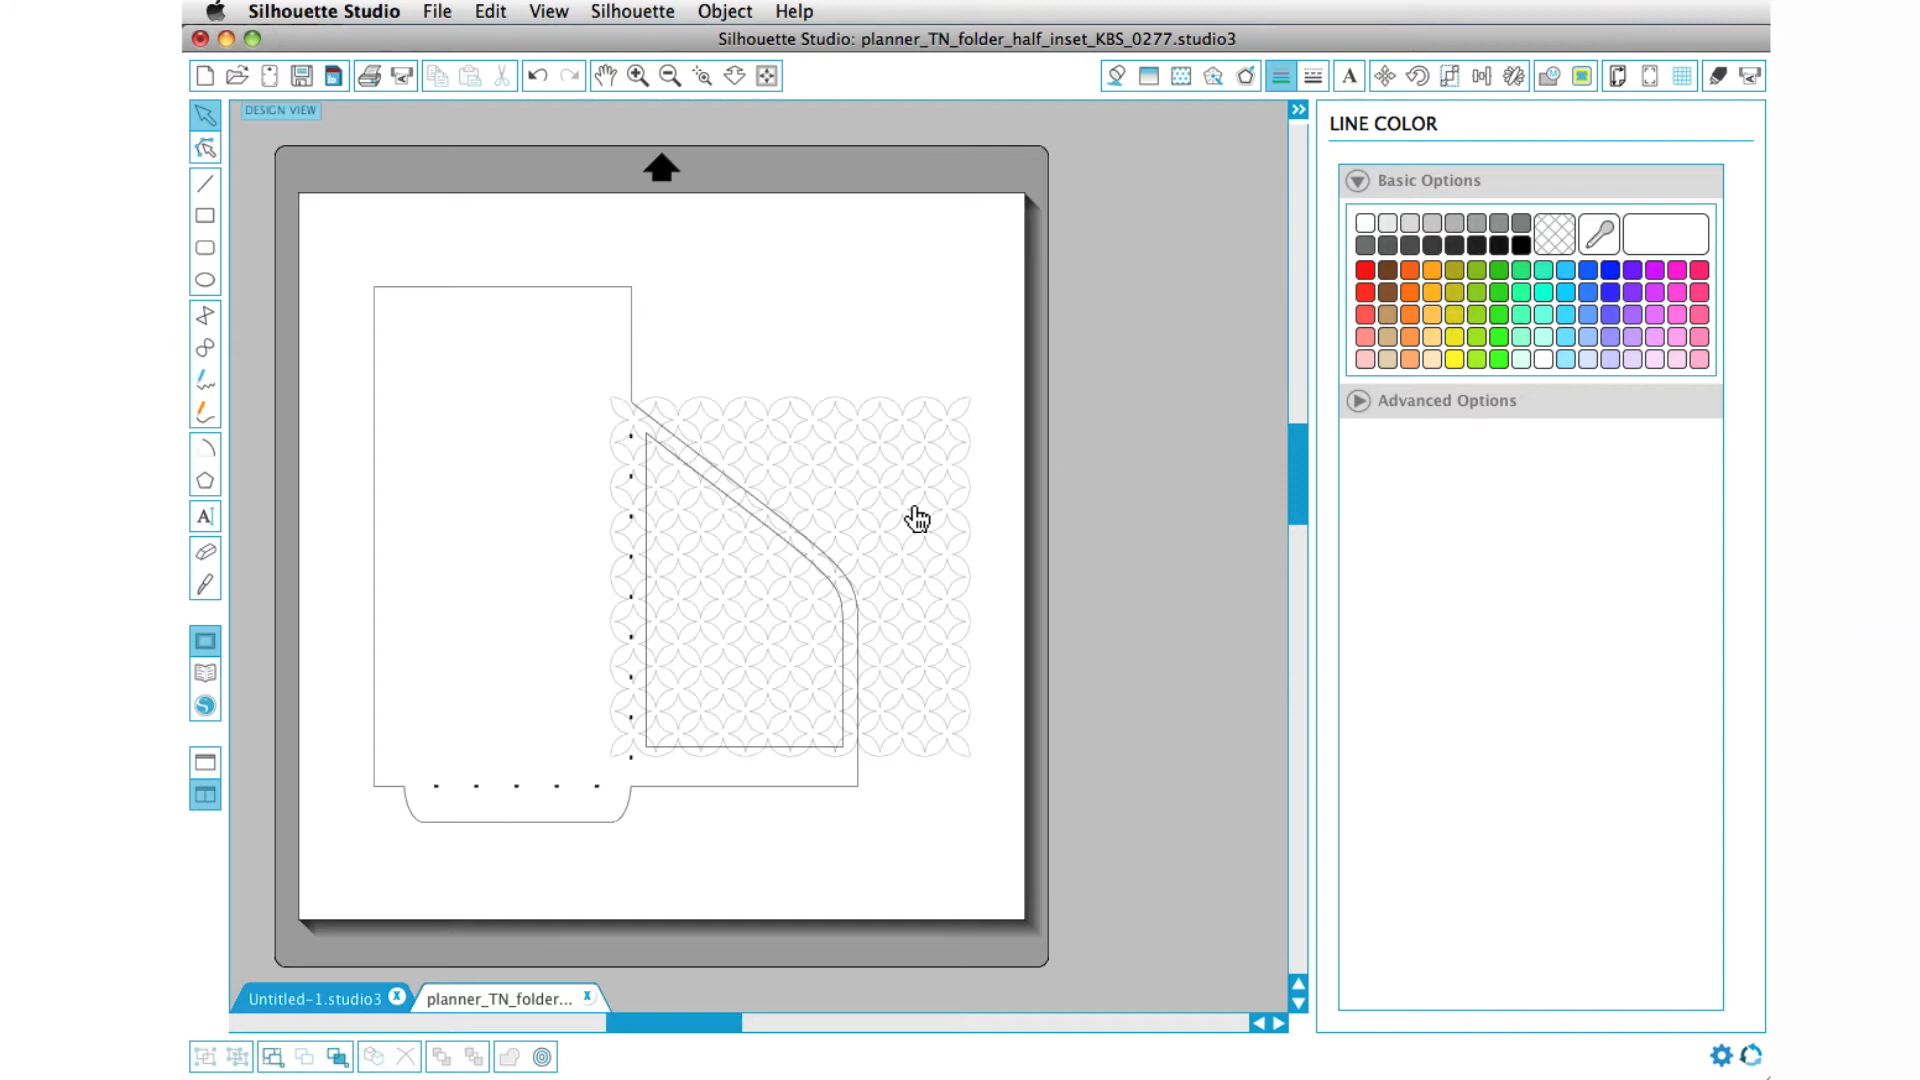 Silhouette Studio File Edit View Silhouette Object Help
Silhouette Studio: planner_TN_folder_half_inset_KBS_0277.studio3
DESIGN VIEW
LINE COLOR
Basic Options
Advanced Options
Untitled-1.studio3 x planner_TN_folder... x